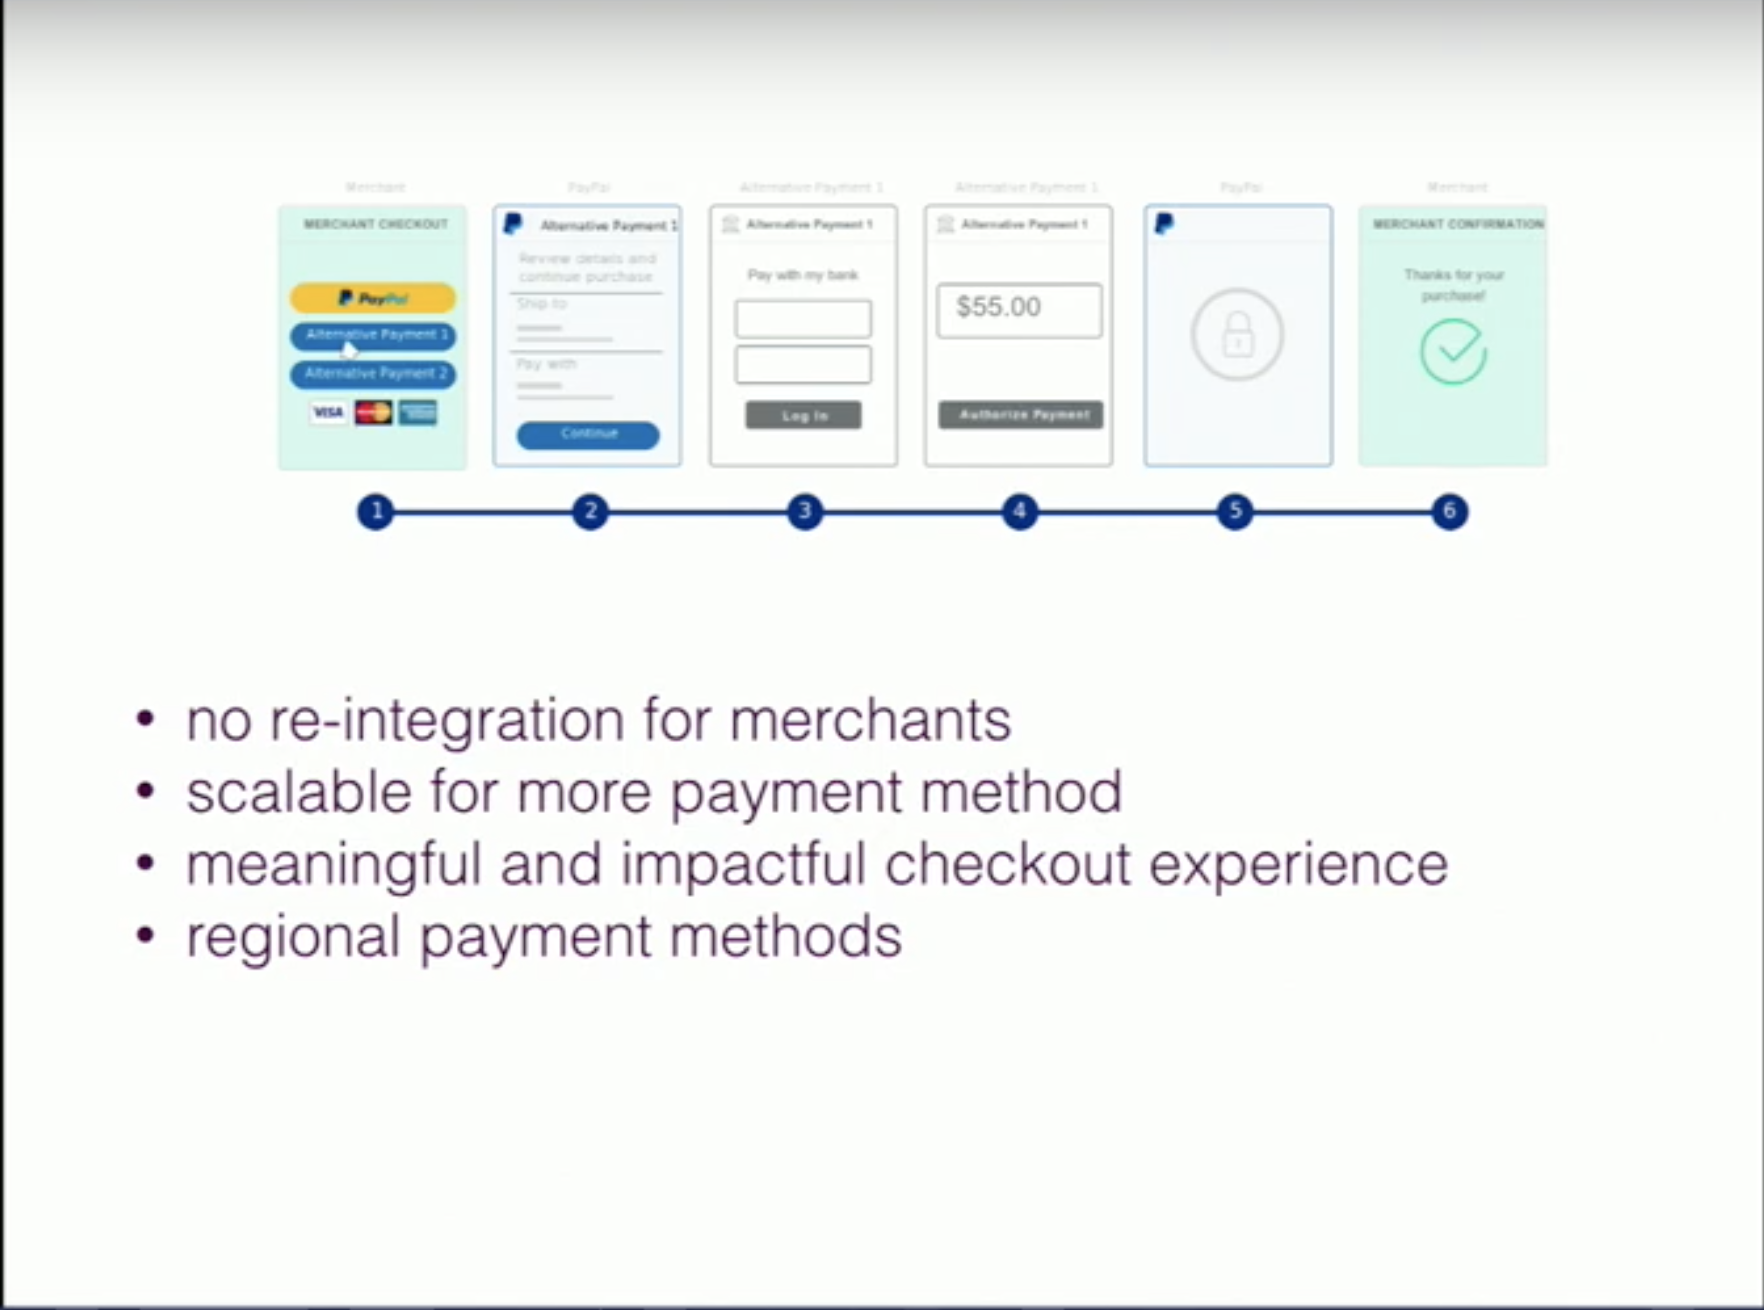 Merchant
PayPal
Alternative Payment 1
Alternative Payment 1
PayPal
Merchant
MERCHANT CHECKOUT
PayPal
Alternative Payment 1
Alternative Payment 2
VISA
Alternative Payment 1
Review details and
continue purchase
Ship to
Pay with
Continue
Alternative Payment 1
Pay with my bank
Log In
Alternative Payment 1
$55.00
Authorize Payment
MERCHANT CONFIRMATION
Thanks for your
purchase!
1
2
3
4
5
6
• no re-integration for merchants
• scalable for more payment method
• meaningful and impactful checkout experience
• regional payment methods